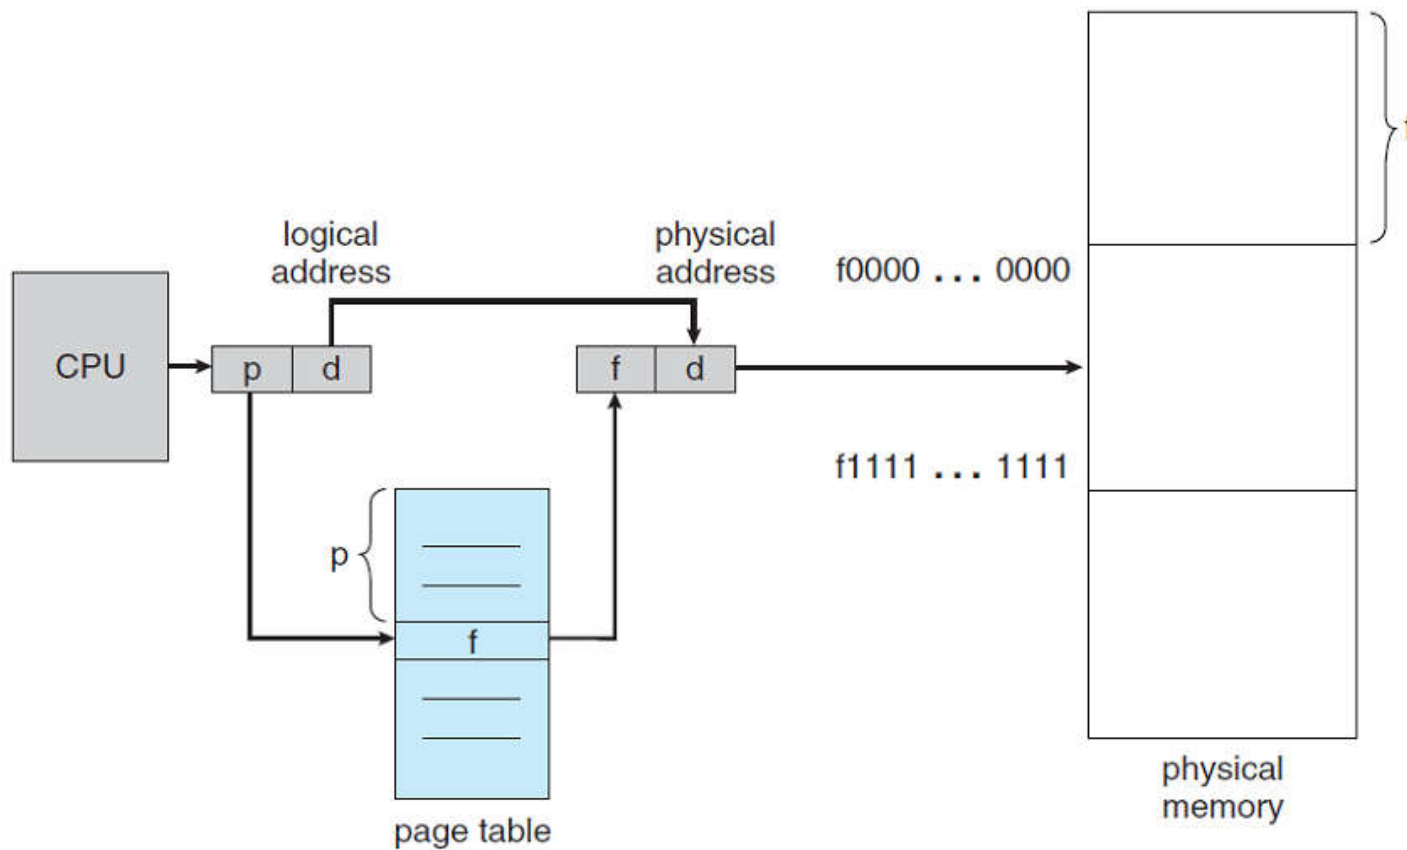 logical
address
physical
address
f0000 ... 0000
CPU
p
d
f
d
f1111 ... 1111
p
f
page table
physical
memory